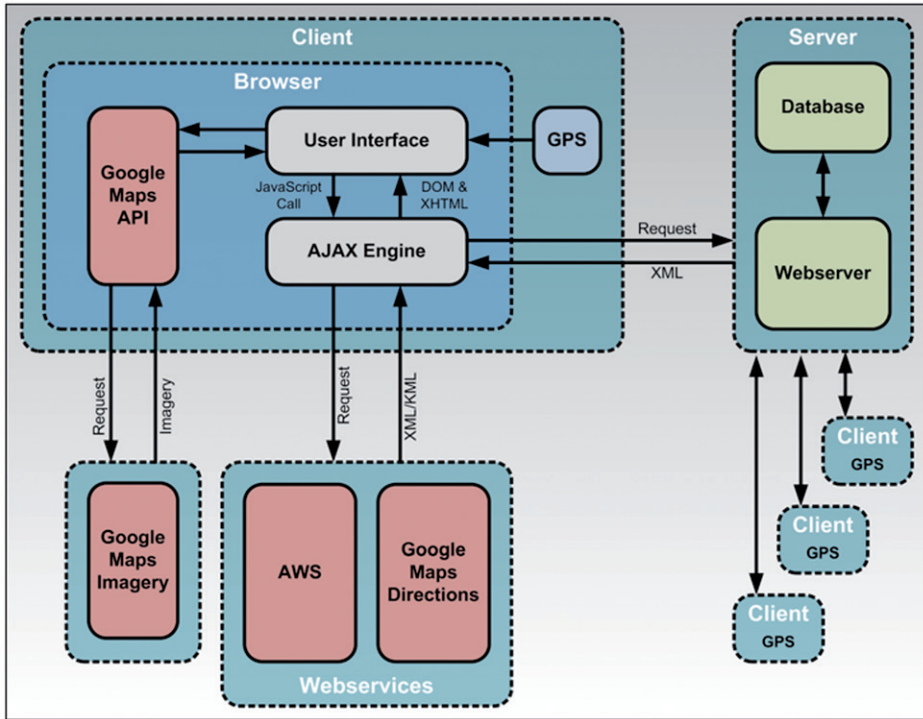 Client
Server
Browser
Database
User Interface
GPS
Google
Maps
API
JavaScript
Call
DOM &
XHTML
AJAX Engine
Request
XML
Webserver
Request
Imagery
Request
XML/KML
Client
GPS
Google
Maps
Imagery
AWS
Google
Maps
Directions
Client
GPS
Client
GPS
Webservices